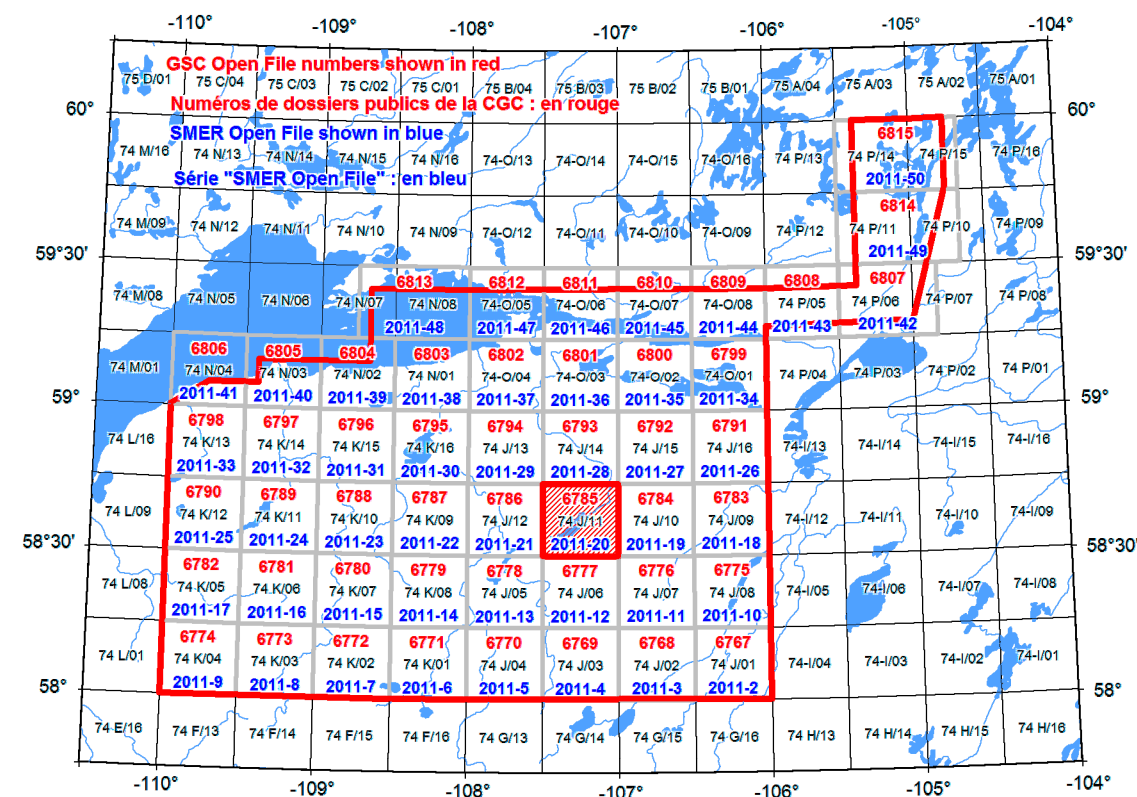 -110° -109° -108° -107° -106° -105° -104°
GSC Open File numbers shown in red
75 D/01 75 C/04 75 C/03 75 C/02 75 C/01 75 B/04 75 B/03 75 B/02 75 B/01 75 A/04 75 A/03 75 A/02 75 A/01
Numéros de dossiers publics de la CGC : en rouge
60° 60°
SMER Open File shown in blue
6815
74 M/16 74 N/13 74 N/14 74 N/15 74 N/16 74-O/13 74-O/14 74-O/15 74-O/16 74 P/13 74 P/14 74 P/15 74 P/16
Série "SMER Open File" : en bleu
2011-50
6814
74 M/09 74 N/12 74 N/11 74 N/10 74 N/09 74-O/12 74-O/11 74-O/10 74-O/09 74 P/12 74 P/11 74 P/10 74 P/09
2011-49
59°30' 59°30'
6813 6812 6811 6810 6809 6808 6807
74 M/08 74 N/05 74 N/06 74 N/07 74 N/08 74-O/05 74-O/06 74-O/07 74-O/08 74 P/05 74 P/06 74 P/07 74 P/08
2011-48 2011-47 2011-46 2011-45 2011-44 2011-43 2011-42
6806 6805 6804 6803 6802 6801 6800 6799
74 M/01 74 N/04 74 N/03 74 N/02 74 N/01 74-O/04 74-O/03 74-O/02 74-O/01 74 P/04 74 P/03 74 P/02 74 P/01
2011-41 2011-40 2011-39 2011-38 2011-37 2011-36 2011-35 2011-34
59° 59°
6798 6797 6796 6795 6794 6793 6792 6791
74 L/16 74 K/13 74 K/14 74 K/15 74 K/16 74 J/13 74 J/14 74 J/15 74 J/16 74-I/13 74-I/14 74-I/15 74-I/16
2011-33 2011-32 2011-31 2011-30 2011-29 2011-28 2011-27 2011-26
6790 6789 6788 6787 6786 6785 6784 6783
74 L/09 74 K/12 74 K/11 74 K/10 74 K/09 74 J/12 74 J/11 74 J/10 74 J/09 74-I/12 74-I/11 74-I/10 74-I/09
2011-25 2011-24 2011-23 2011-22 2011-21 2011-20 2011-19 2011-18
58°30' 58°30'
6782 6781 6780 6779 6778 6777 6776 6775
74 L/08 74 K/05 74 K/06 74 K/07 74 K/08 74 J/05 74 J/06 74 J/07 74 J/08 74-I/05 74-I/06 74-I/07 74-I/08
2011-17 2011-16 2011-15 2011-14 2011-13 2011-12 2011-11 2011-10
6774 6773 6772 6771 6770 6769 6768 6767
74 L/01 74 K/04 74 K/03 74 K/02 74 K/01 74 J/04 74 J/03 74 J/02 74 J/01 74-I/04 74-I/03 74-I/02 74-I/01
2011-9 2011-8 2011-7 2011-6 2011-5 2011-4 2011-3 2011-2
58° 58°
74 E/16 74 F/13 74 F/14 74 F/15 74 F/16 74 G/13 74 G/14 74 G/15 74 G/16 74 H/13 74 H/14 74 H/15 74 H/16
-110° -109° -108° -107° -106° -105° -104°